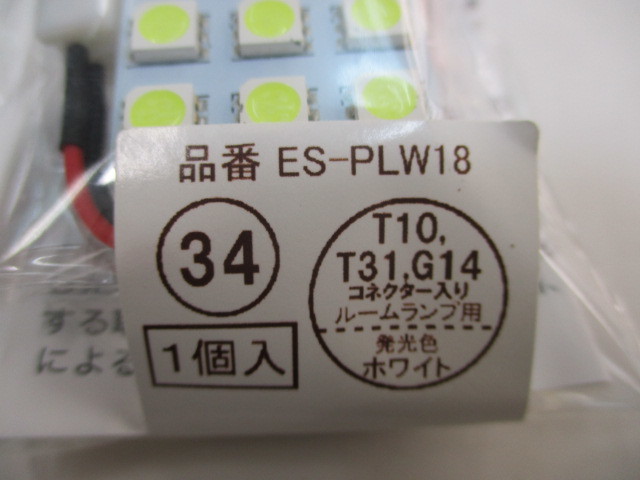 品番 ES-PLW18
34
1個入
T10,
T31,G14
コネクター入り
ルームランプ用
発光色
ホワイト
する
による